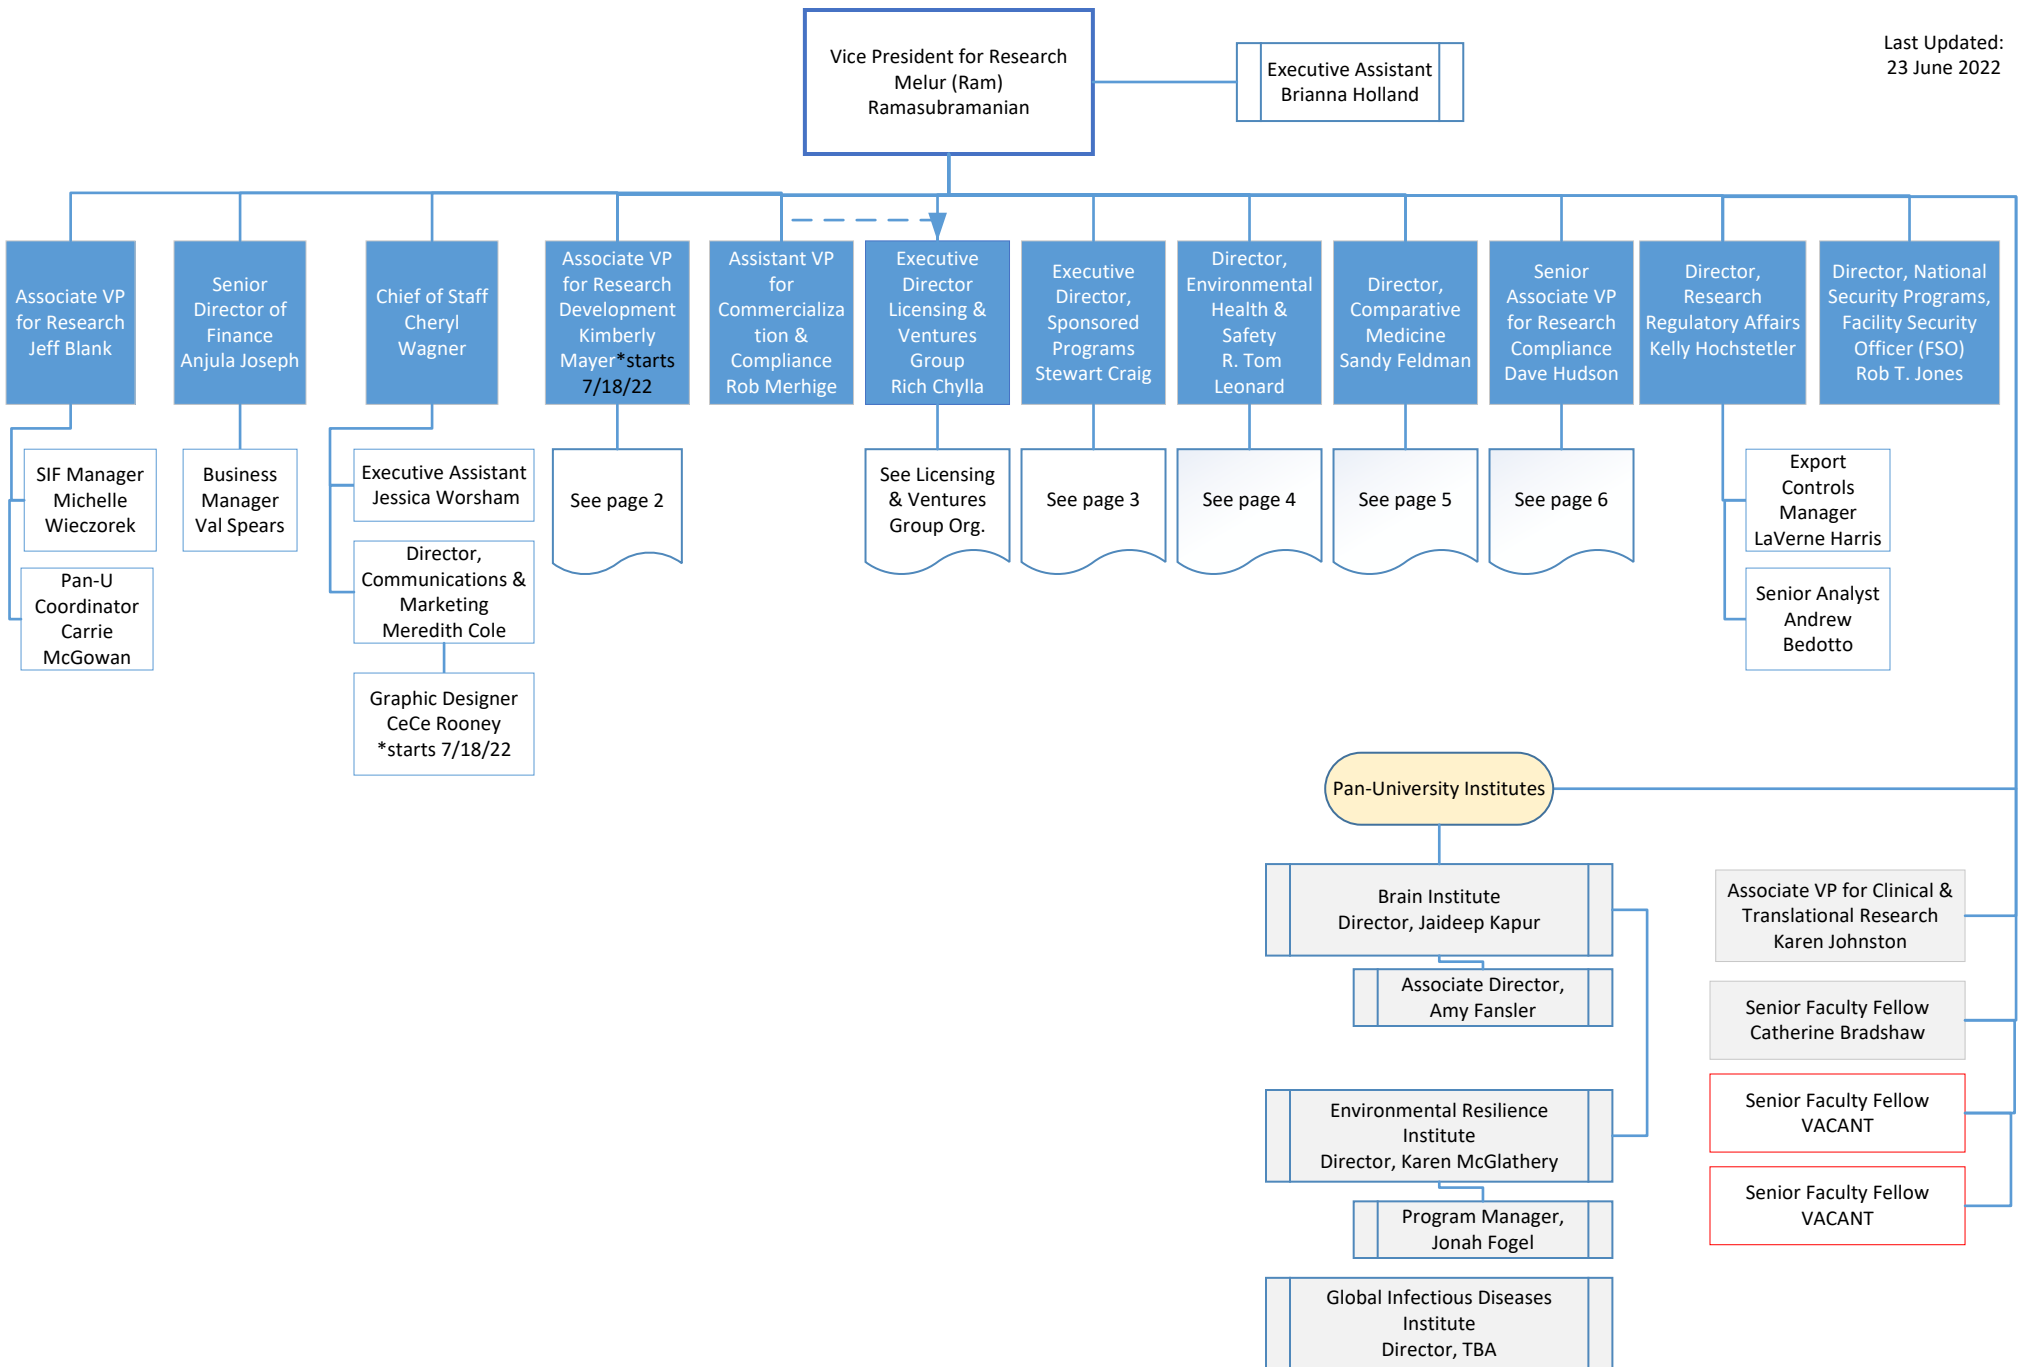 Vice President for Research
Melur (Ram)
Ramasubramanian
Executive Assistant
Brianna Holland
Last Updated:
23 June 2022
Associate VP
for Research
Jeff Blank
Senior
Director of
Finance
Anjula Joseph
Chief of Staff
Cheryl
Wagner
Associate VP
for Research
Development
Kimberly
Mayer*starts
7/18/22
Assistant VP
for
Commercializa
tion &
Compliance
Rob Merhige
Executive
Director
Licensing &
Ventures
Group
Rich Chylla
Executive
Director,
Sponsored
Programs
Stewart Craig
Director,
Environmental
Health &
Safety
R. Tom
Leonard
Director,
Comparative
Medicine
Sandy Feldman
Senior
Associate VP
for Research
Compliance
Dave Hudson
Director,
Research
Regulatory Affairs
Kelly Hochstetler
Director, National
Security Programs,
Facility Security
Officer (FSO)
Rob T. Jones
SIF Manager
Michelle
Wieczorek
Pan-U
Coordinator
Carrie
McGowan
Business
Manager
Val Spears
Executive Assistant
Jessica Worsham
Director,
Communications &
Marketing
Meredith Cole
Graphic Designer
CeCe Rooney
*starts 7/18/22
See page 2
See Licensing
& Ventures
Group Org.
See page 3
See page 4
See page 5
See page 6
Export
Controls
Manager
LaVerne Harris
Senior Analyst
Andrew
Bedotto
Pan-University Institutes
Brain Institute
Director, Jaideep Kapur
Associate Director,
Amy Fansler
Environmental Resilience
Institute
Director, Karen McGlathery
Program Manager,
Jonah Fogel
Global Infectious Diseases
Institute
Director, TBA
Associate VP for Clinical &
Translational Research
Karen Johnston
Senior Faculty Fellow
Catherine Bradshaw
Senior Faculty Fellow
VACANT
Senior Faculty Fellow
VACANT